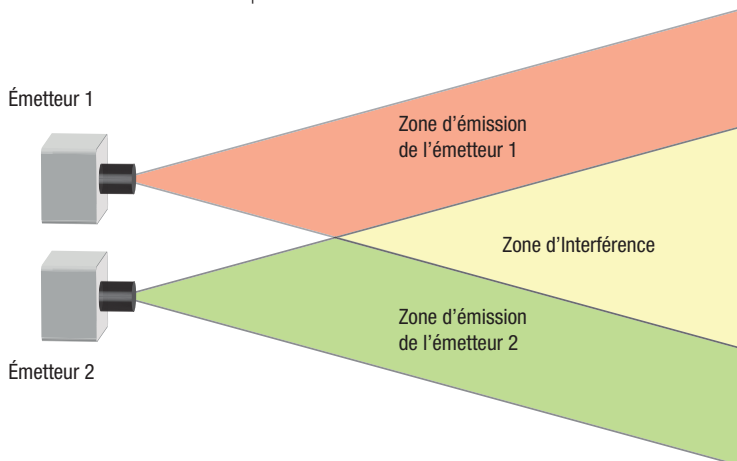 Émetteur 1
Zone d’émission
de l’émetteur 1
Zone d’Interférence
Zone d’émission
de l’émetteur 2
Émetteur 2